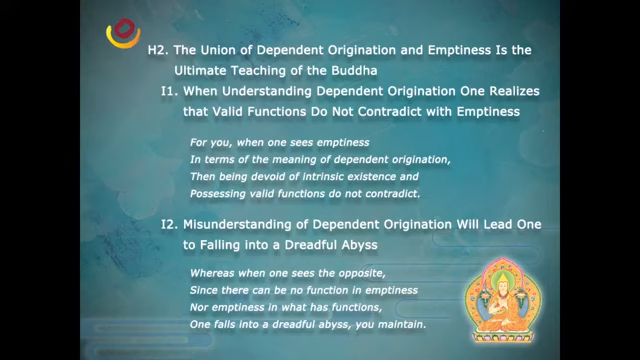 H2. The Union of Dependent Origination and Emptiness Is the
Ultimate Teaching of the Buddha
I1. When Understanding Dependent Origination One Realizes
that Valid Functions Do Not Contradict with Emptiness
For you, when one sees emptiness
In terms of the meaning of dependent origination,
Then being devoid of intrinsic existence and
Possessing valid functions do not contradict.
I2. Misunderstanding of Dependent Origination Will Lead One
to Falling into a Dreadful Abyss
Whereas when one sees the opposite,
Since there can be no function in emptiness
Nor emptiness in what has functions,
One falls into a dreadful abyss, you maintain.